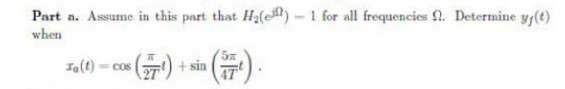 Part a. Assume in this part that H₂(e^{jΩ}) = 1 for all frequencies Ω. Determine y_f(t)
when
x_a(t) = cos (π/2T t) + sin (5π/4T t).